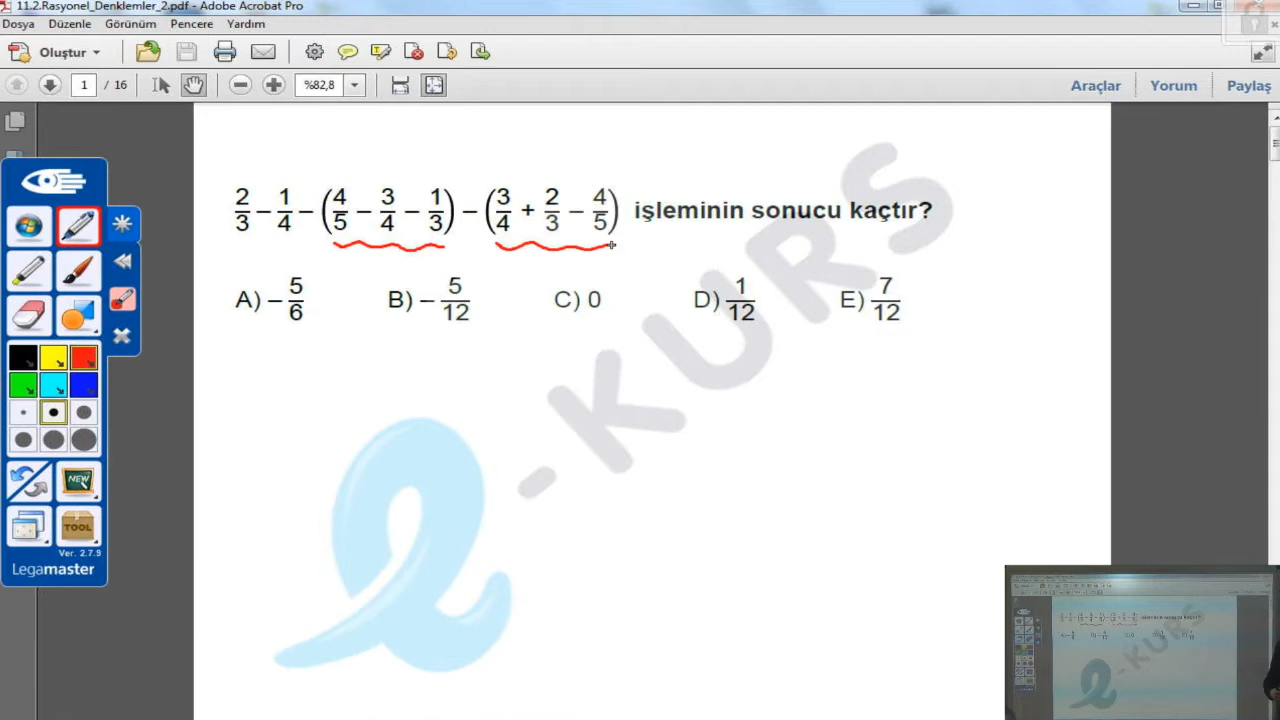 11.2.Rasyonel_Denklemler_2.pdf - Adobe Acrobat Pro
Dosya Düzenle Görünüm Pencere Yardım
Oluştur
1 / 16 %82,8 Araçlar Yorum Paylaş
2/3 − 1/4 − (4/5 − 3/4 − 1/3) − (3/4 + 2/3 − 4/5) işleminin sonucu kaçtır?
A) − 5/6 B) − 5/12 C) 0 D) 1/12 E) 7/12
e-KURS
NEW
TOOL
Ver. 2.7.9
Legamaster